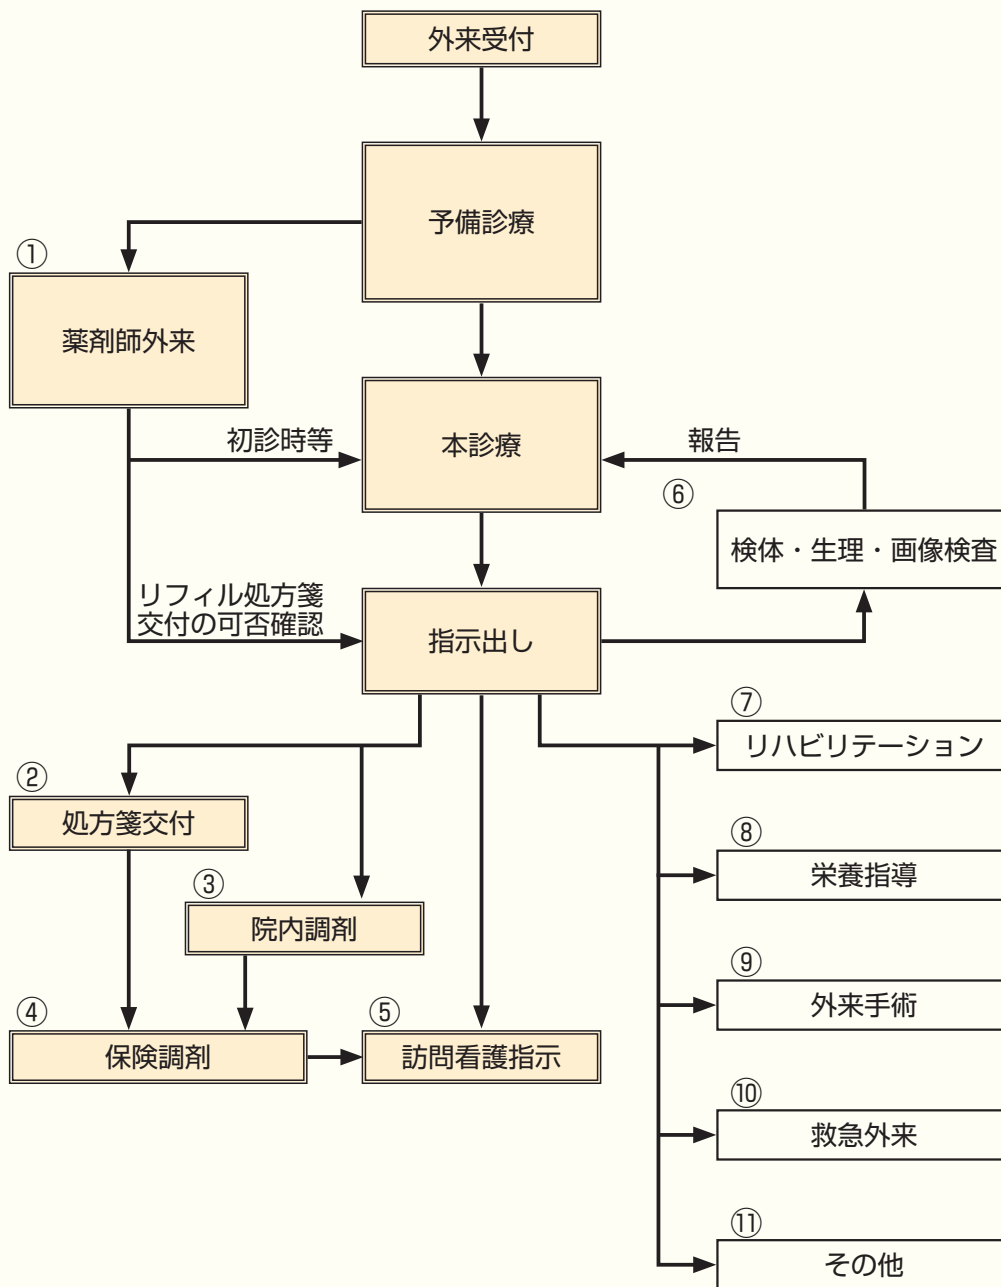 外来受付
予備診療
①
薬剤師外来
初診時等
本診療
報告
⑥
検体・生理・画像検査
リフィル処方箋
交付の可否確認
指示出し
⑦
リハビリテーション
②
処方箋交付
⑧
栄養指導
③
院内調剤
⑨
外来手術
④
保険調剤
⑤
訪問看護指示
⑩
救急外来
⑪
その他